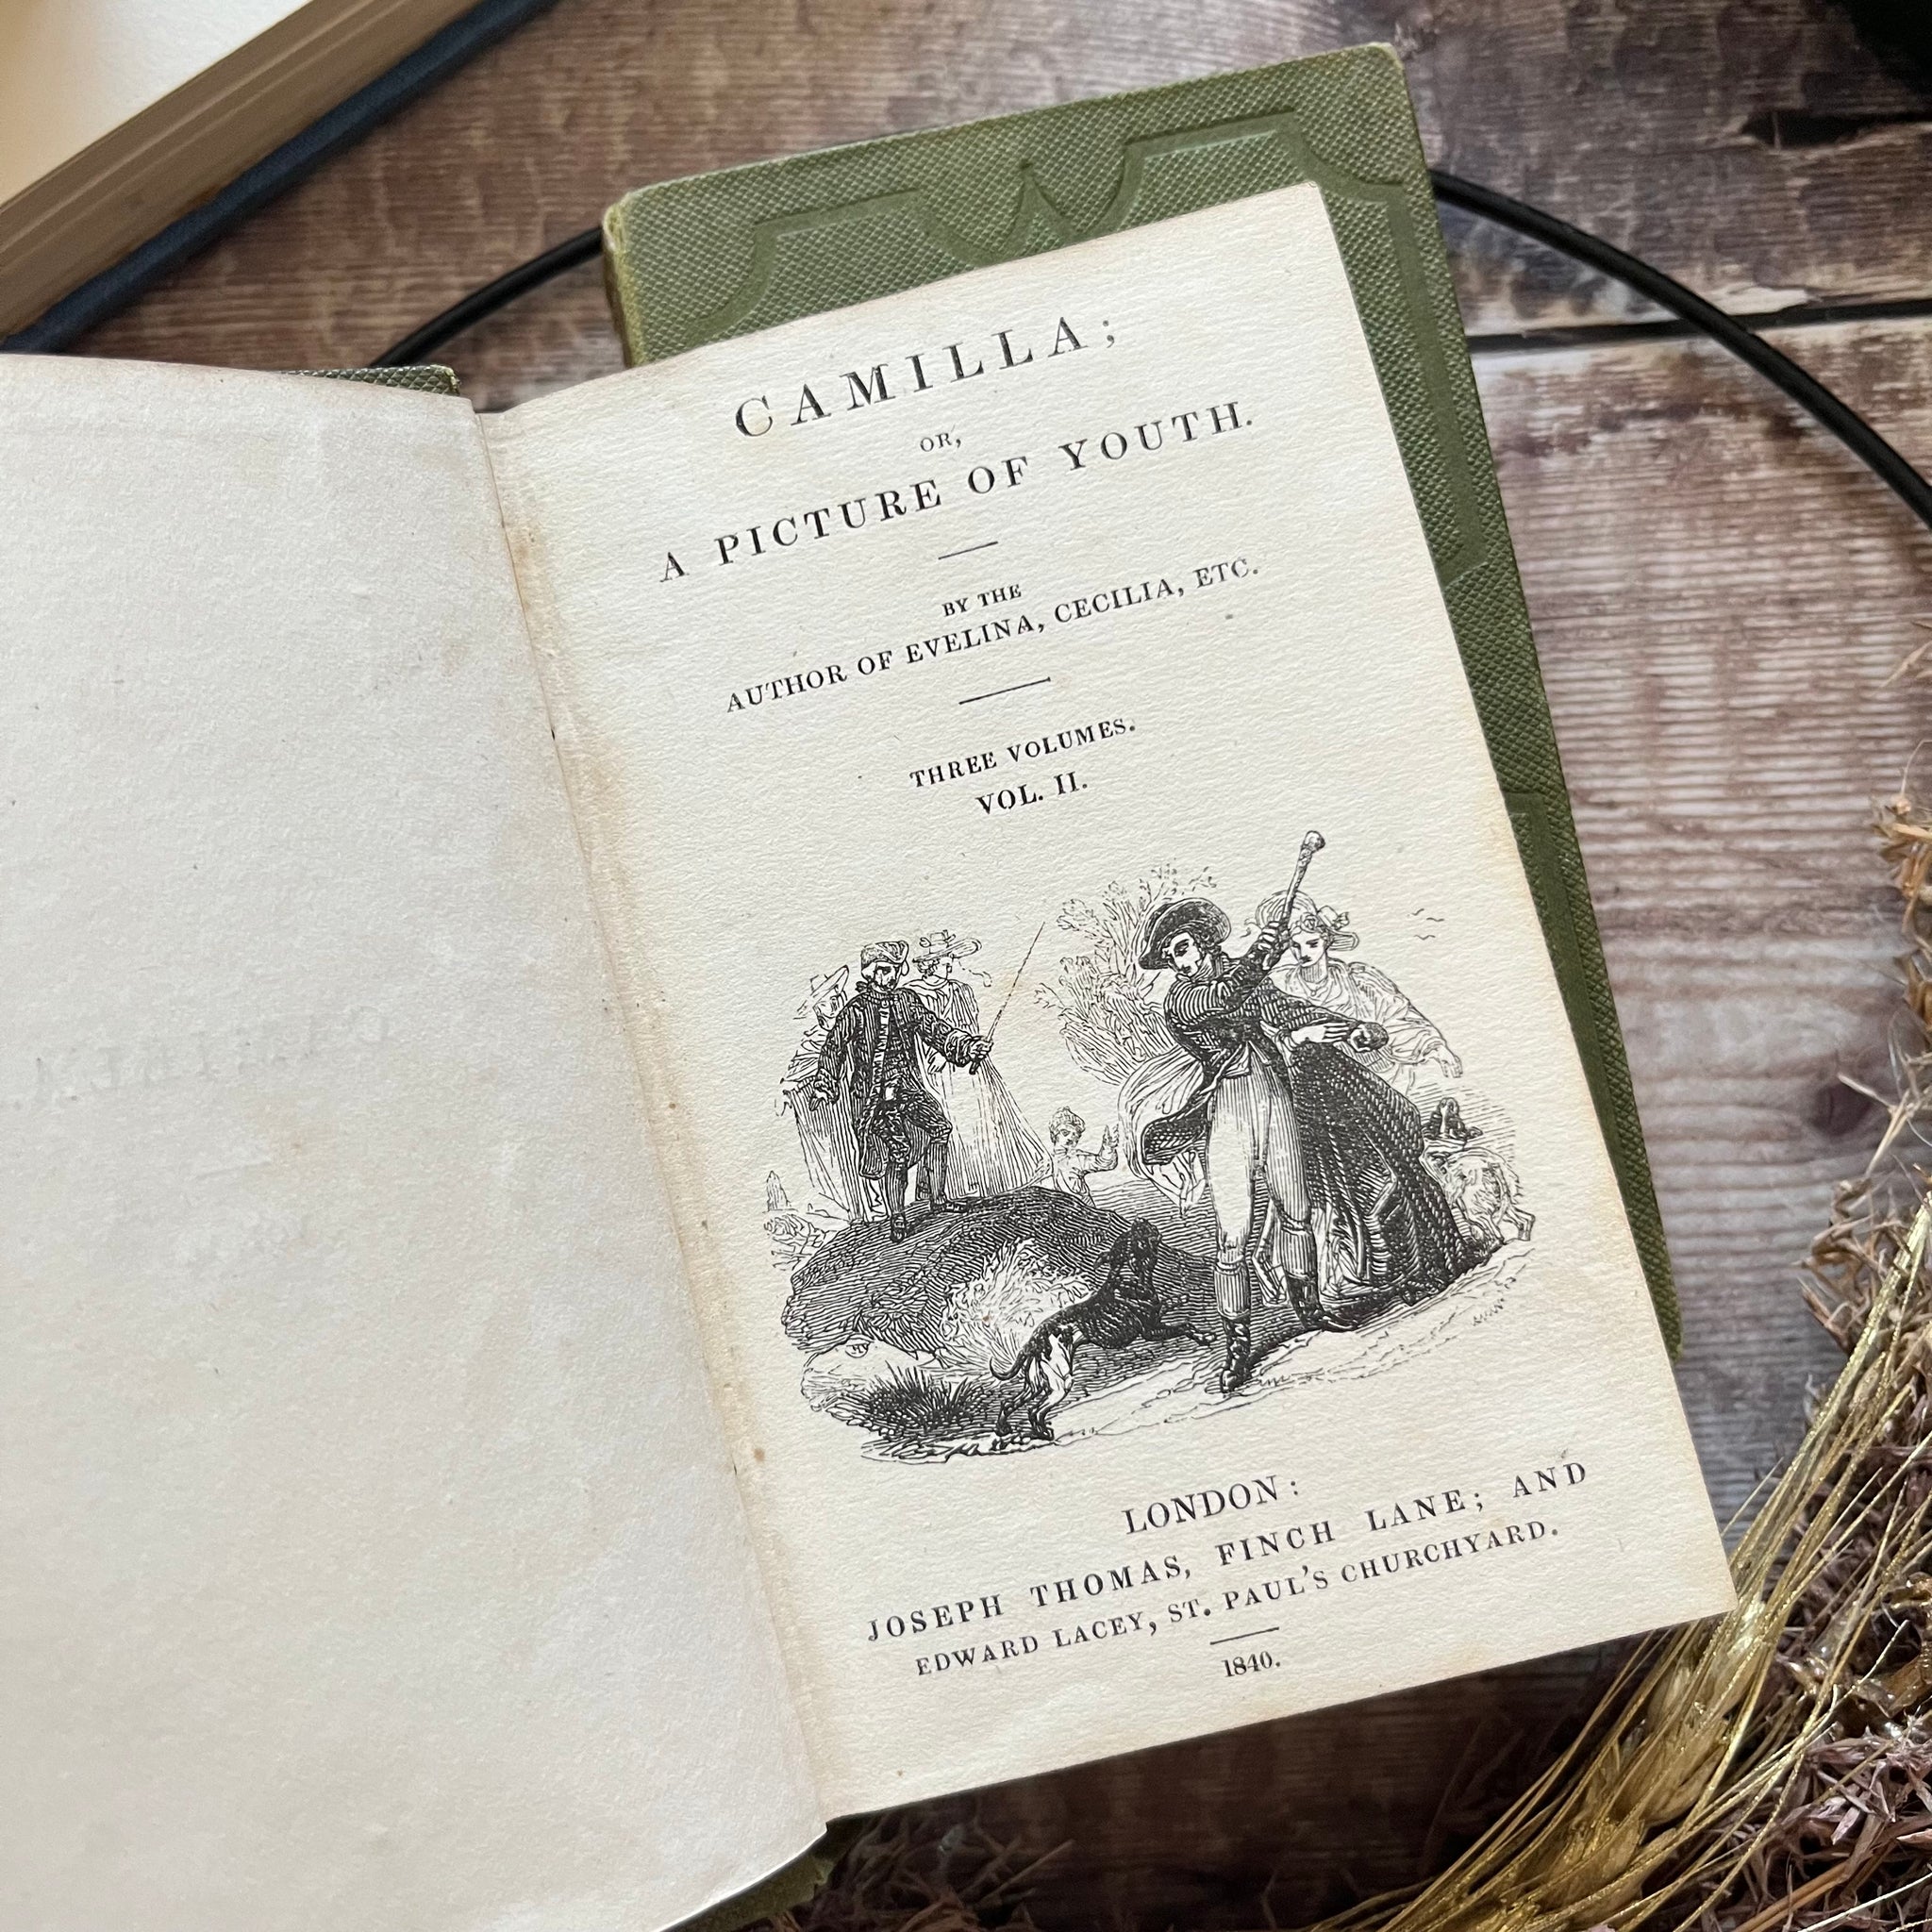 CAMILLA;
OR,
A PICTURE OF YOUTH.
BY THE
AUTHOR OF EVELINA, CECILIA, ETC.
THREE VOLUMES.
VOL. II.
LONDON:
JOSEPH THOMAS, FINCH LANE; AND
EDWARD LACEY, ST. PAUL'S CHURCHYARD.
1840.